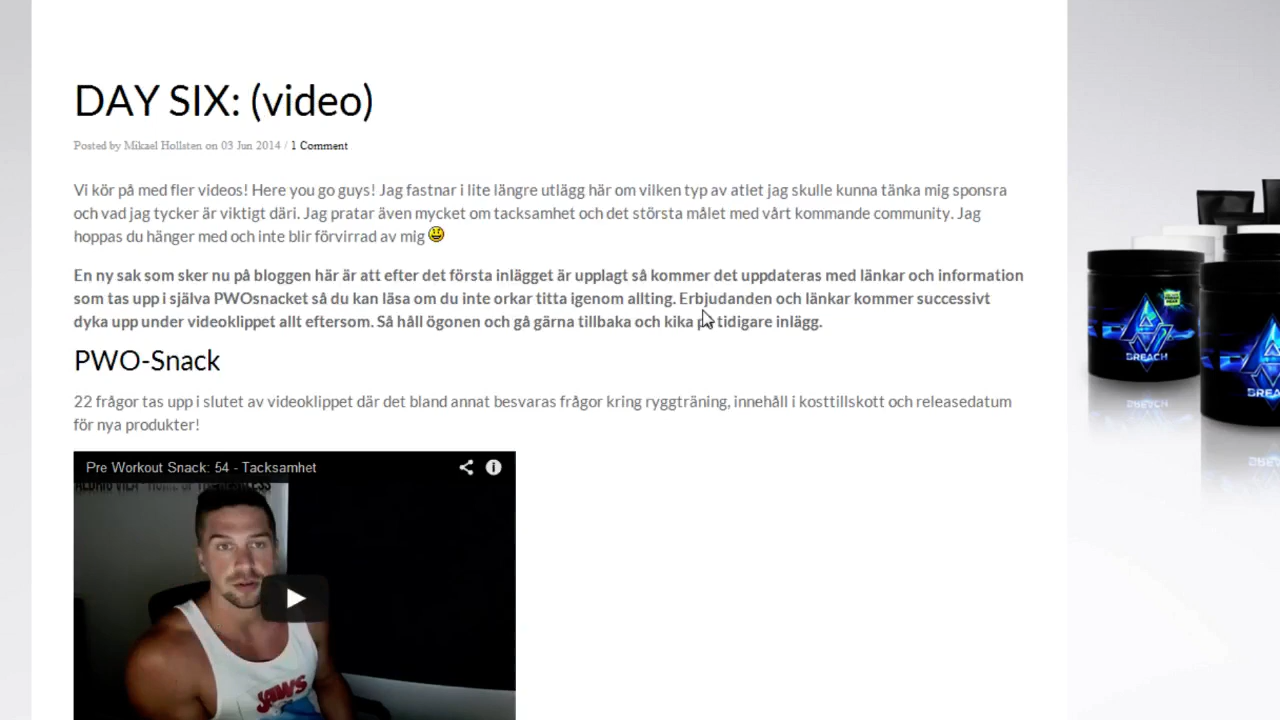 DAY SIX: (video)
Posted by Mikael Hollsten on 03 Jun 2014 / 1 Comment
Vi kör på med fler videos! Here you go guys! Jag fastnar i lite längre utlägg här om vilken typ av atlet jag skulle kunna tänka mig sponsra
och vad jag tycker är viktigt däri. Jag pratar även mycket om tacksamhet och det största målet med vårt kommande community. Jag
hoppas du hänger med och inte blir förvirrad av mig
En ny sak som sker nu på bloggen här är att efter det första inlägget är upplagt så kommer det uppdateras med länkar och information
som tas upp i själva PWOsnacket så du kan läsa om du inte orkar titta igenom allting. Erbjudanden och länkar kommer successivt
dyka upp under videoklippet allt eftersom. Så håll ögonen och gå gärna tillbaka och kika på tidigare inlägg.
PWO-Snack
22 frågor tas upp i slutet av videoklippet där det bland annat besvaras frågor kring ryggträning, innehåll i kosttillskott och releasedatum
för nya produkter!
Pre Workout Snack: 54 - Tacksamhet
JAWS
BREACH